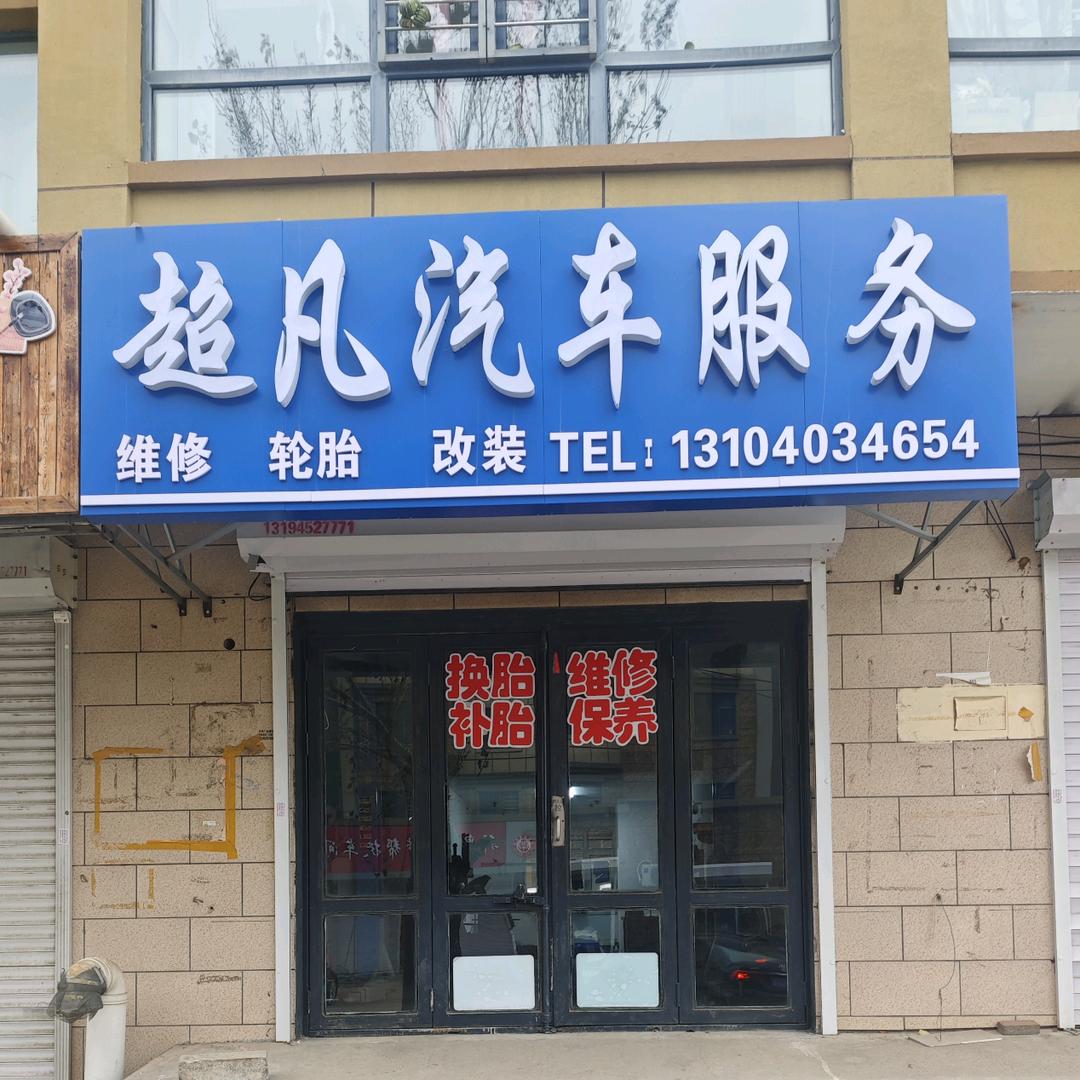 超凡汽车服务
维修 轮胎 改装 TEL: 13104034654
13194527771
换胎 维修
补胎 保养